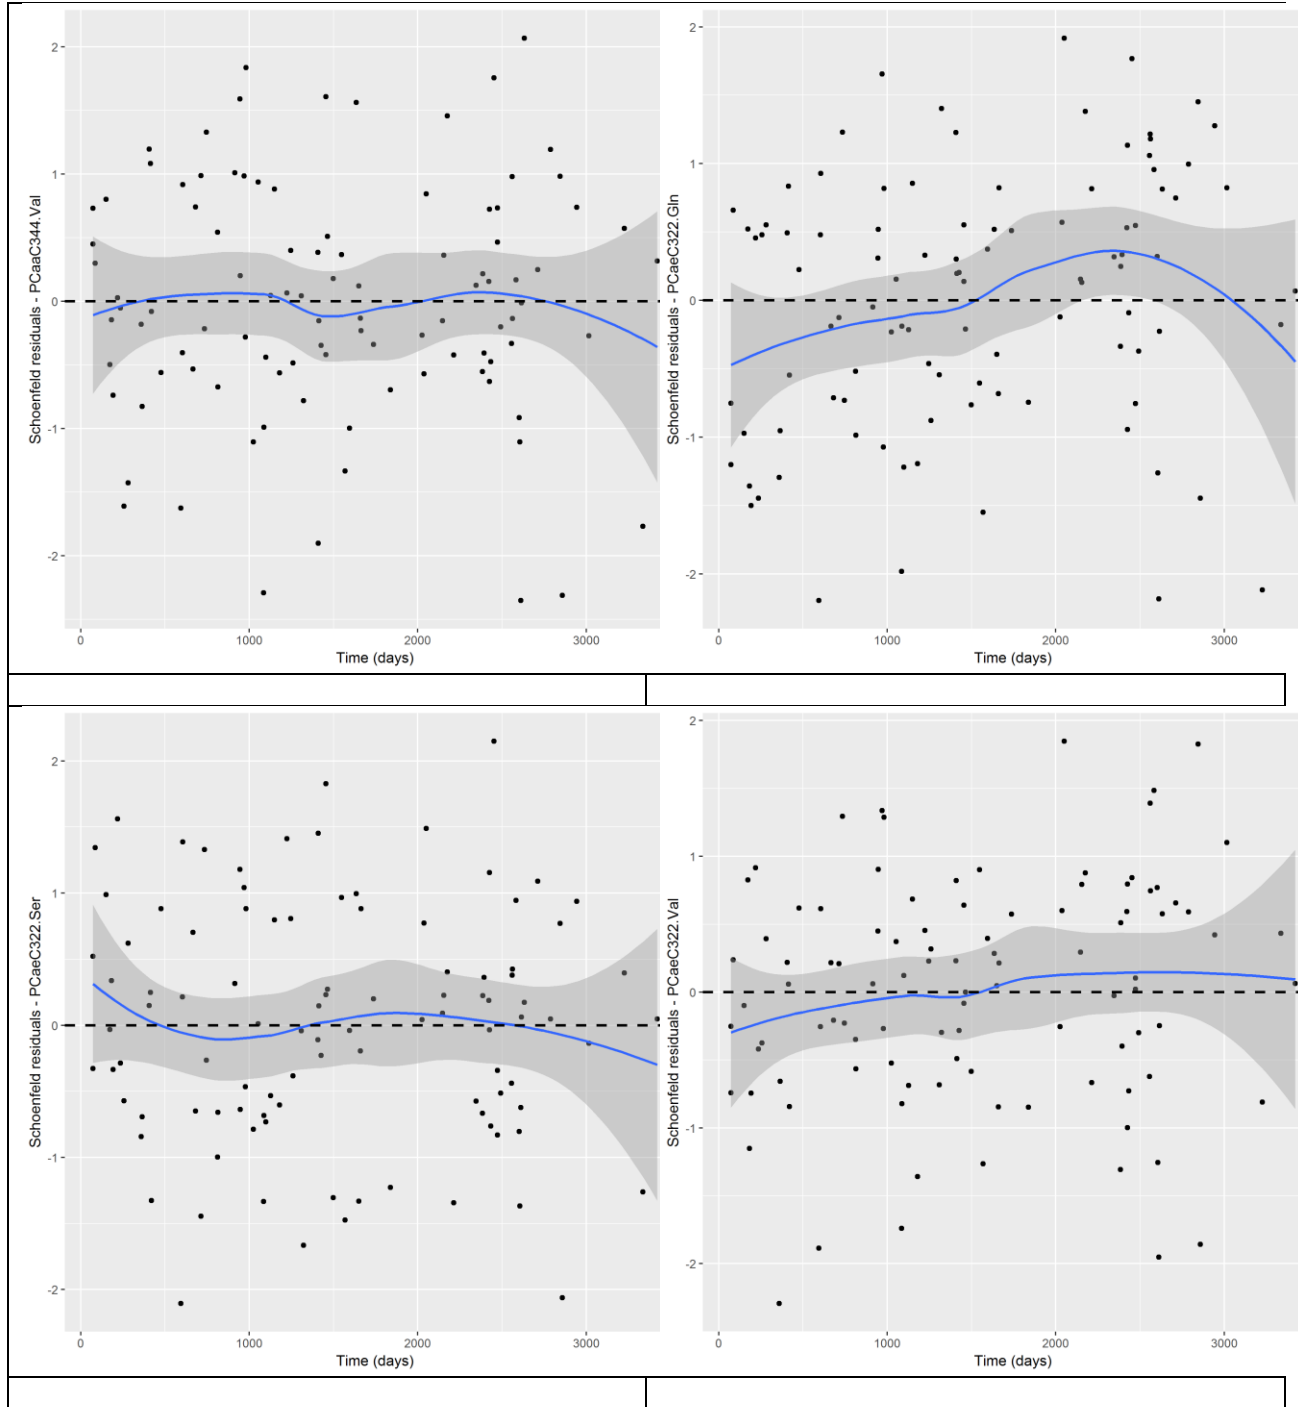 Schoenfeld residuals - PCaaC344.Val
2
1
0
-1
-2
0 1000 2000 3000
Time (days)
Schoenfeld residuals - PCaeC322.Gln
2
1
0
-1
-2
0 1000 2000 3000
Time (days)
Schoenfeld residuals - PCaeC322.Ser
2
1
0
-1
-2
0 1000 2000 3000
Time (days)
Schoenfeld residuals - PCaeC322.Val
2
1
0
-1
-2
0 1000 2000 3000
Time (days)